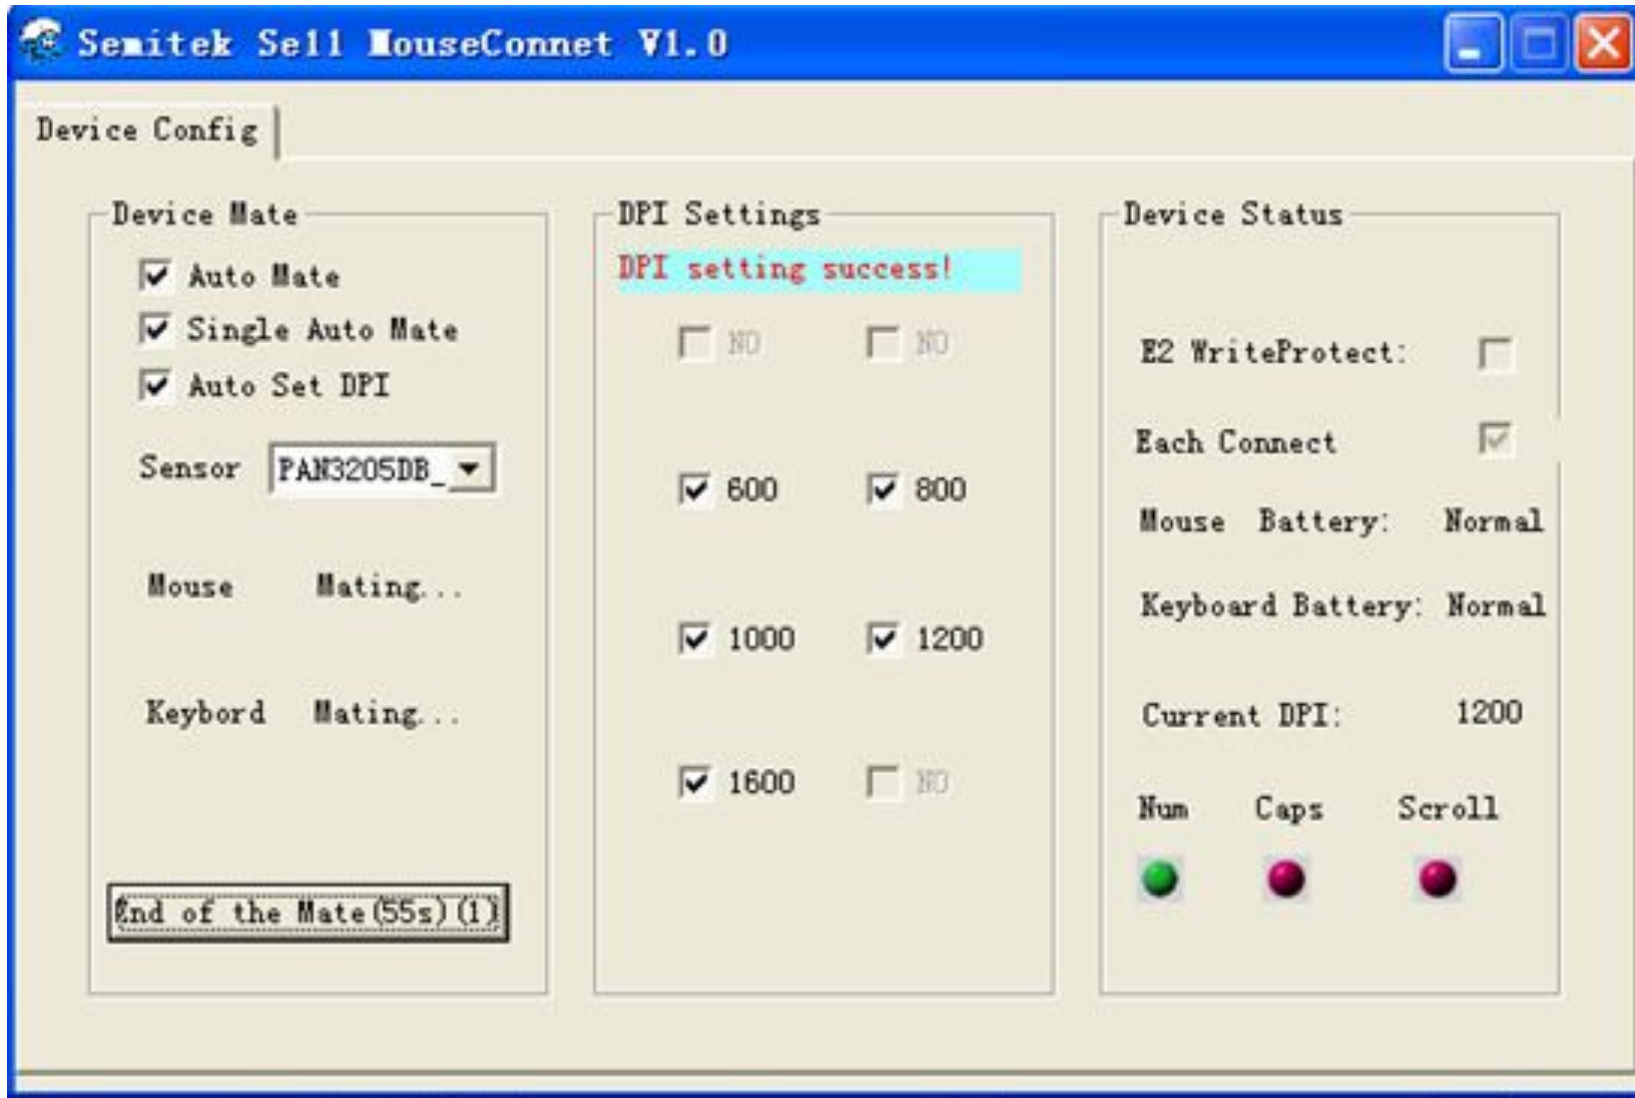 Semitek Sell MouseConnet V1.0
Device Config
Device Mate
Auto Mate
Single Auto Mate
Auto Set DPI
Sensor PAN3205DB_
Mouse Mating...
Keybord Mating...
End of the Mate(55s)(1)
DPI Settings
DPI setting success!
NO NO
600 800
1000 1200
1600 NO
Device Status
E2 WriteProtect:
Each Connect
Mouse Battery: Normal
Keyboard Battery: Normal
Current DPI: 1200
Num Caps Scroll